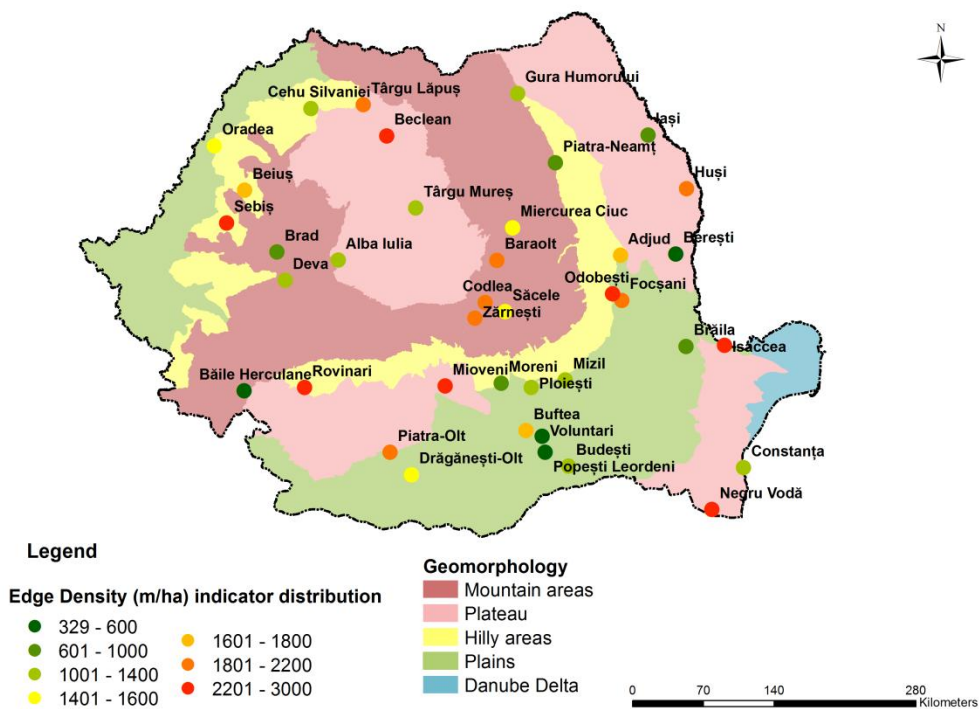 N
Gura Humorului
Cehu Silvaniei
Târgu Lăpuș
Beclean
Iași
Oradea
Piatra-Neamț
Beiuș
Huși
Târgu Mureș
Sebiș
Miercurea Ciuc
Brad
Alba Iulia
Baraolt
Adjud
Berești
Deva
Odobești
Focșani
Codlea
Săcele
Zărnești
Brăila
Isaccea
Mizil
Băile Herculane
Rovinari
Mioveni
Moreni
Ploiești
Buftea
Voluntari
Piatra-Olt
Budești
Constanța
Drăgănești-Olt
Popești Leordeni
Negru Vodă
Legend
Edge Density (m/ha) indicator distribution
329 - 600
601 - 1000
1001 - 1400
1401 - 1600
1601 - 1800
1801 - 2200
2201 - 3000
Geomorphology
Mountain areas
Plateau
Hilly areas
Plains
Danube Delta
0 70 140 280
Kilometers